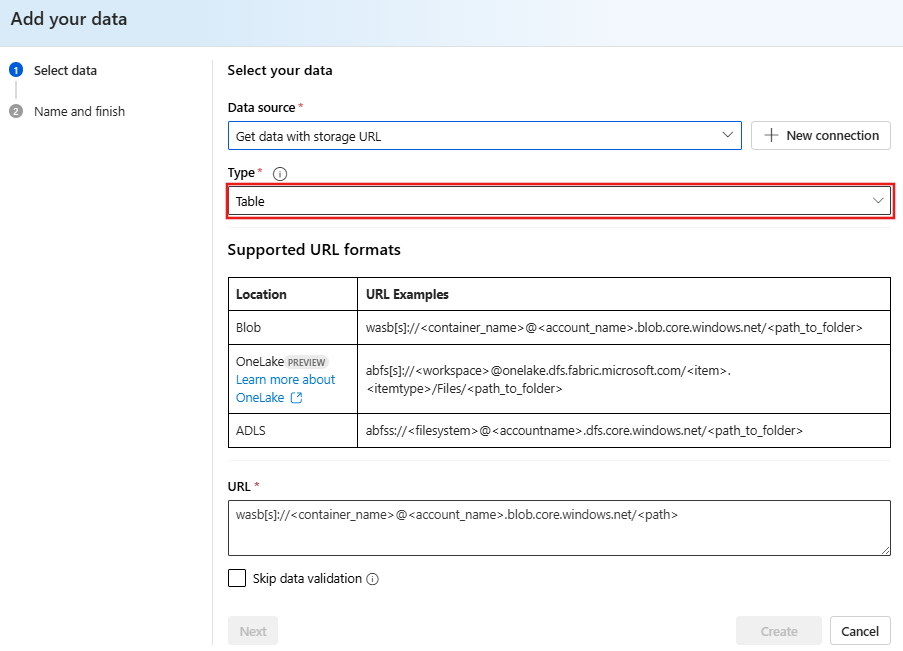 Add your data
1 Select data
2 Name and finish
Select your data
Data source *
Get data with storage URL
New connection
Type *
Table
Supported URL formats
Location URL Examples
Blob wasb[s]://<container_name>@<account_name>.blob.core.windows.net/<path_to_folder>
OneLake PREVIEW
Learn more about
OneLake
abfs[s]://<workspace>@onelake.dfs.fabric.microsoft.com/<item>.
<itemtype>/Files/<path_to_folder>
ADLS abfss://<filesystem>@<accountname>.dfs.core.windows.net/<path_to_folder>
URL *
wasb[s]://<container_name>@<account_name>.blob.core.windows.net/<path>
Skip data validation
Next Create Cancel